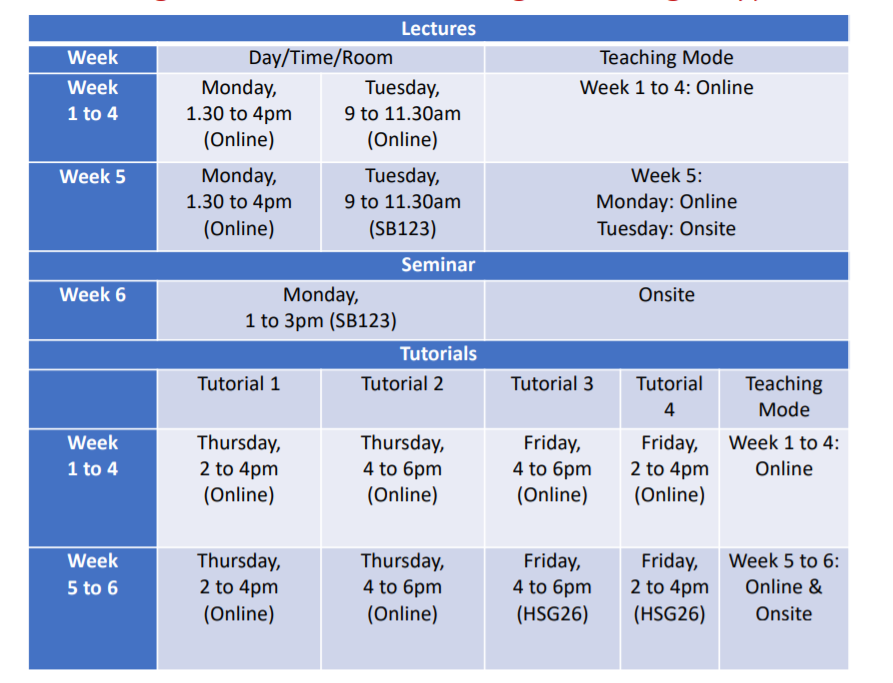 Lectures
Week Day/Time/Room Teaching Mode
Week
1 to 4
Monday,
1.30 to 4pm
(Online)
Tuesday,
9 to 11.30am
(Online)
Week 1 to 4: Online
Week 5
Monday,
1.30 to 4pm
(Online)
Tuesday,
9 to 11.30am
(SB123)
Week 5:
Monday: Online
Tuesday: Onsite
Seminar
Week 6
Monday,
1 to 3pm (SB123)
Onsite
Tutorials
Tutorial 1
Tutorial 2
Tutorial 3
Tutorial
4
Teaching
Mode
Week
1 to 4
Thursday,
2 to 4pm
(Online)
Thursday,
4 to 6pm
(Online)
Friday,
4 to 6pm
(Online)
Friday,
2 to 4pm
(Online)
Week 1 to 4:
Online
Week
5 to 6
Thursday,
2 to 4pm
(Online)
Thursday,
4 to 6pm
(Online)
Friday,
4 to 6pm
(HSG26)
Friday,
2 to 4pm
(HSG26)
Week 5 to 6:
Online &
Onsite